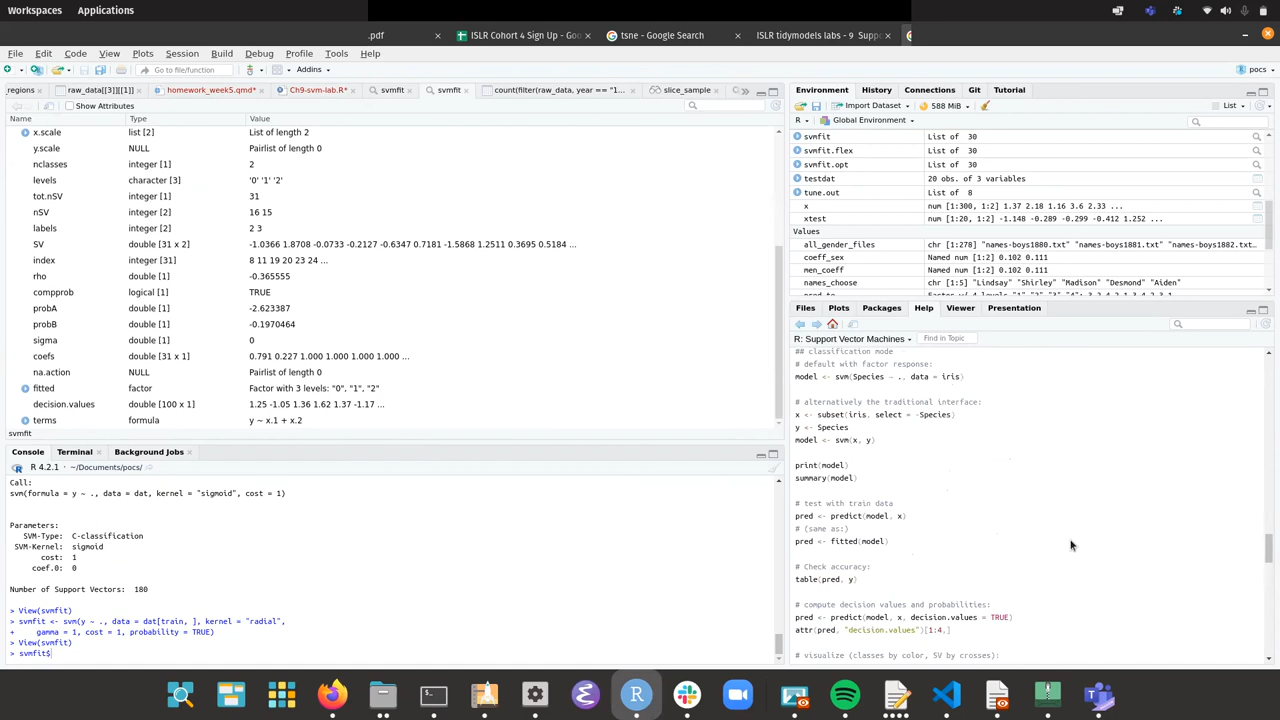 Workspaces Applications
.pdf × ISLR Cohort 4 Sign Up - Goo × tsne - Google Search × ISLR tidymodels labs - 9 Suppo ×
File Edit Code View Plots Session Build Debug Profile Tools Help
Go to file/function Addins pocs
regions raw_data[[3]][[1]] homework_week5.qmd* Ch9-svm-lab.R* svmfit svmfit count(filter(raw_data, year == "1... slice_sample
Show Attributes
Name Type Value
x.scale list [2] List of length 2
y.scale NULL Pairlist of length 0
nclasses integer [1] 2
levels character [3] '0' '1' '2'
tot.nSV integer [1] 31
nSV integer [2] 16 15
labels integer [2] 2 3
SV double [31 x 2] -1.0366 1.8708 -0.0733 -0.2127 -0.6347 0.7181 -1.5868 1.2511 0.3695 0.5184 ...
index integer [31] 8 11 19 20 23 24 ...
rho double [1] -0.365555
compprob logical [1] TRUE
probA double [1] -2.623387
probB double [1] -0.1970464
sigma double [1] 0
coefs double [31 x 1] 0.791 0.227 1.000 1.000 1.000 1.000 ...
na.action NULL Pairlist of length 0
fitted factor Factor with 3 levels: "0", "1", "2"
decision.values double [100 x 1] 1.25 -1.05 1.36 1.62 1.37 -1.17 ...
terms formula y ~ x.1 + x.2
svmfit
Console Terminal Background Jobs
R 4.2.1 · ~/Documents/pocs/
Call:
svm(formula = y ~ ., data = dat, kernel = "sigmoid", cost = 1)
Parameters:
SVM-Type: C-classification
SVM-Kernel: sigmoid
cost: 1
coef.0: 0
Number of Support Vectors: 180
> View(svmfit)
> svmfit <- svm(y ~ ., data = dat[train, ], kernel = "radial",
+ gamma = 1, cost = 1, probability = TRUE)
> View(svmfit)
> svmfit$
Environment History Connections Git Tutorial
Import Dataset 588 MiB List
R Global Environment
svmfit List of 30
svmfit.flex List of 30
svmfit.opt List of 30
testdat 20 obs. of 3 variables
tune.out List of 8
x num [1:300, 1:2] 1.37 2.18 1.16 3.6 2.33 ...
xtest num [1:20, 1:2] -1.148 -0.289 -0.299 -0.412 1.252 ...
Values
all_gender_files chr [1:278] "names-boys1880.txt" "names-boys1881.txt" "names-boys1882.txt...
coeff_sex Named num [1:2] 0.102 0.111
men_coeff Named num [1:2] 0.102 0.111
names_choose chr [1:5] "Lindsay" "Shirley" "Madison" "Desmond" "Aiden"
Files Plots Packages Help Viewer Presentation
R: Support Vector Machines Find in Topic
## classification mode
# default with factor response:
model <- svm(Species ~ ., data = iris)
# alternatively the traditional interface:
x <- subset(iris, select = -Species)
y <- Species
model <- svm(x, y)
print(model)
summary(model)
# test with train data
pred <- predict(model, x)
# (same as:)
pred <- fitted(model)
# Check accuracy:
table(pred, y)
# compute decision values and probabilities:
pred <- predict(model, x, decision.values = TRUE)
attr(pred, "decision.values")[1:4,]
# visualize (classes by color, SV by crosses):